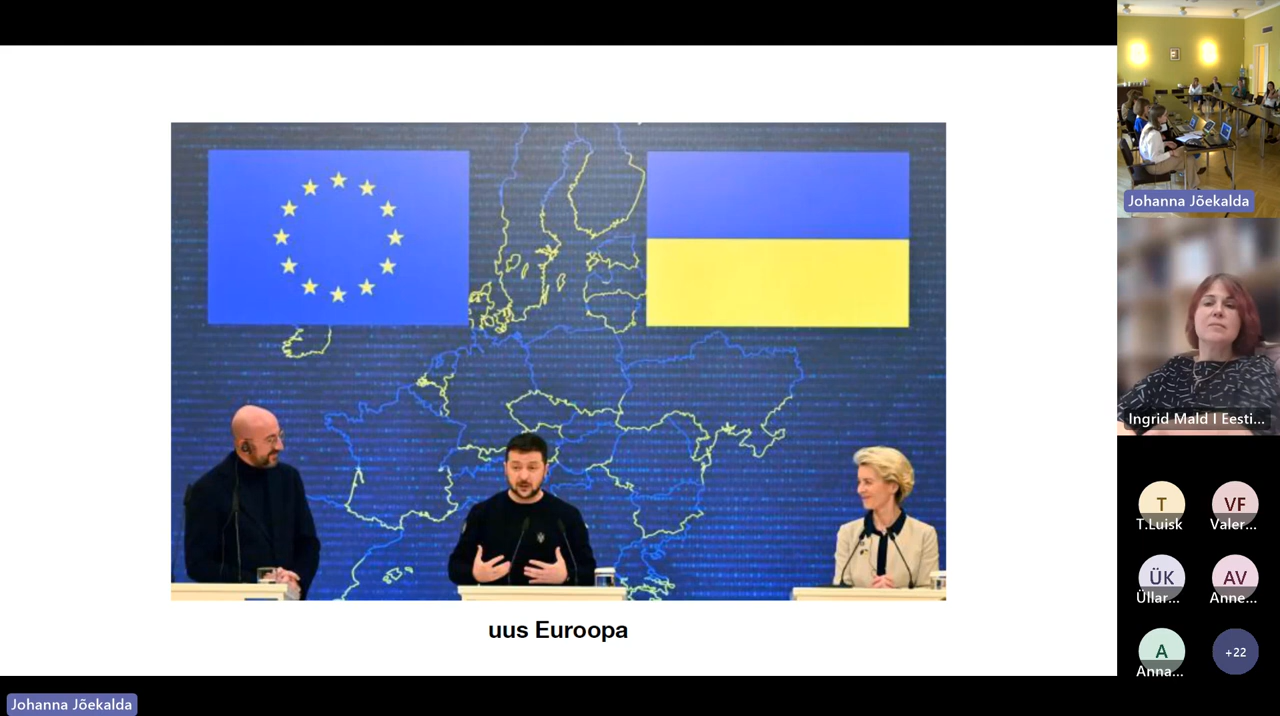 uus Euroopa
Johanna Jõekalda
Johanna Jõekalda
Ingrid Mald I Eesti...
T
T.Luisk
VF
Valer...
ÜK
Üllar...
AV
Anne...
A
Anna...
+22